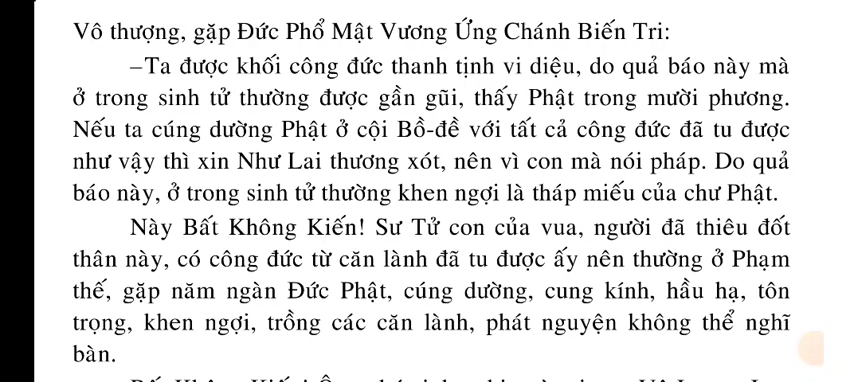 Vô thượng, gặp Đức Phổ Mật Vương Ứng Chánh Biến Tri:
–Ta được khối công đức thanh tịnh vi diệu, do quả báo này mà
ở trong sinh tử thường được gần gũi, thấy Phật trong mười phương.
Nếu ta cúng dường Phật ở cội Bồ-đề với tất cả công đức đã tu được
như vậy thì xin Như Lai thương xót, nên vì con mà nói pháp. Do quả
báo này, ở trong sinh tử thường khen ngợi là tháp miếu của chư Phật.
Này Bất Không Kiến! Sư Tử con của vua, người đã thiêu đốt
thân này, có công đức từ căn lành đã tu được ấy nên thường ở Phạm
thế, gặp năm ngàn Đức Phật, cúng dường, cung kính, hầu hạ, tôn
trọng, khen ngợi, trồng các căn lành, phát nguyện không thể nghĩ
bàn.